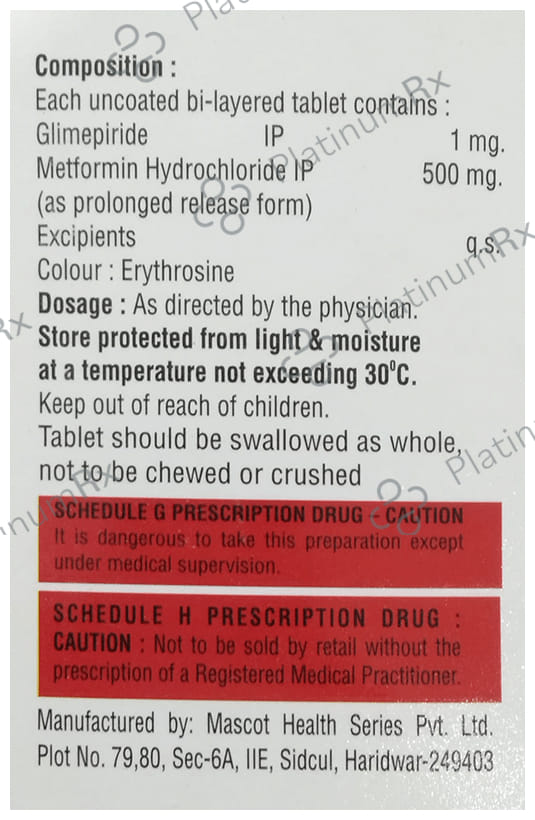 Composition :
Each uncoated bi-layered tablet contains :
Glimepiride IP 1 mg.
Metformin Hydrochloride IP 500 mg.
(as prolonged release form)
Excipients q.s.
Colour : Erythrosine
Dosage : As directed by the physician.
Store protected from light & moisture
at a temperature not exceeding 30⁰C.
Keep out of reach of children.
Tablet should be swallowed as whole,
not to be chewed or crushed
SCHEDULE G PRESCRIPTION DRUG - CAUTION
It is dangerous to take this preparation except
under medical supervision.
SCHEDULE H PRESCRIPTION DRUG :
CAUTION : Not to be sold by retail without the
prescription of a Registered Medical Practitioner.
Manufactured by: Mascot Health Series Pvt. Ltd.
Plot No. 79,80, Sec-6A, IIE, Sidcul, Haridwar-249403
PlatinumRx
PlatinumRx